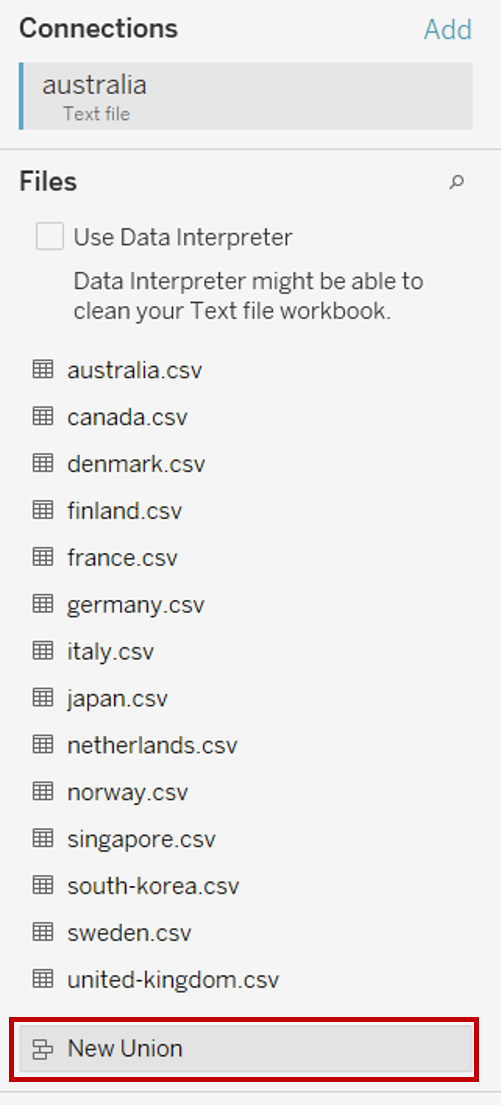 Connections
Add
australia
Text file
Files
Use Data Interpreter
Data Interpreter might be able to
clean your Text file workbook.
australia.csv
canada.csv
denmark.csv
finland.csv
france.csv
germany.csv
italy.csv
japan.csv
netherlands.csv
norway.csv
singapore.csv
south-korea.csv
sweden.csv
united-kingdom.csv
New Union